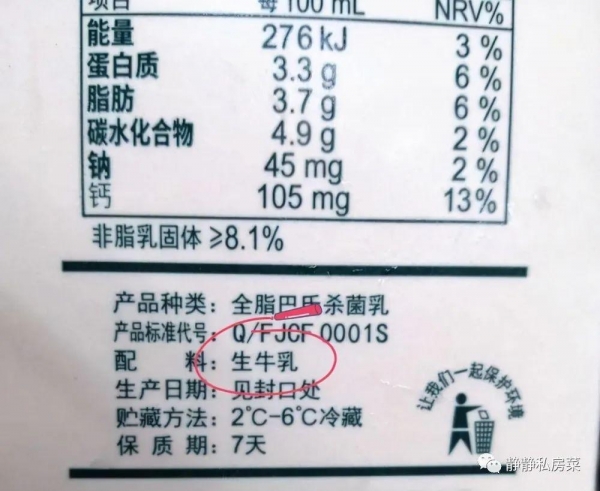 项目 每 100 mL NRV%
能量 276 kJ 3 %
蛋白质 3.3 g 6 %
脂肪 3.7 g 6 %
碳水化合物 4.9 g 2 %
钠 45 mg 2 %
钙 105 mg 13%
非脂乳固体 ≥8.1%
产品种类：全脂巴氏杀菌乳
产品标准代号：Q/FJCF 0001S
配 料：生牛乳
生产日期：见封口处
贮藏方法：2℃-6℃冷藏
保 质 期：7天
让我们一起保护环境
静静私房菜